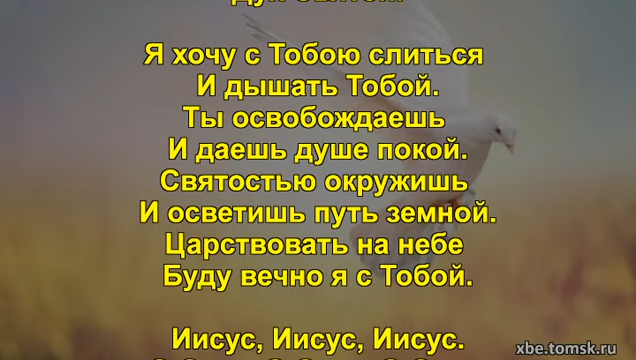 Я хочу с Тобою слиться
И дышать Тобой.
Ты освобождаешь
И даешь душе покой.
Святостью окружишь
И осветишь путь земной.
Царствовать на небе
Буду вечно я с Тобой.
Иисус, Иисус, Иисус.
xbe.tomsk.ru